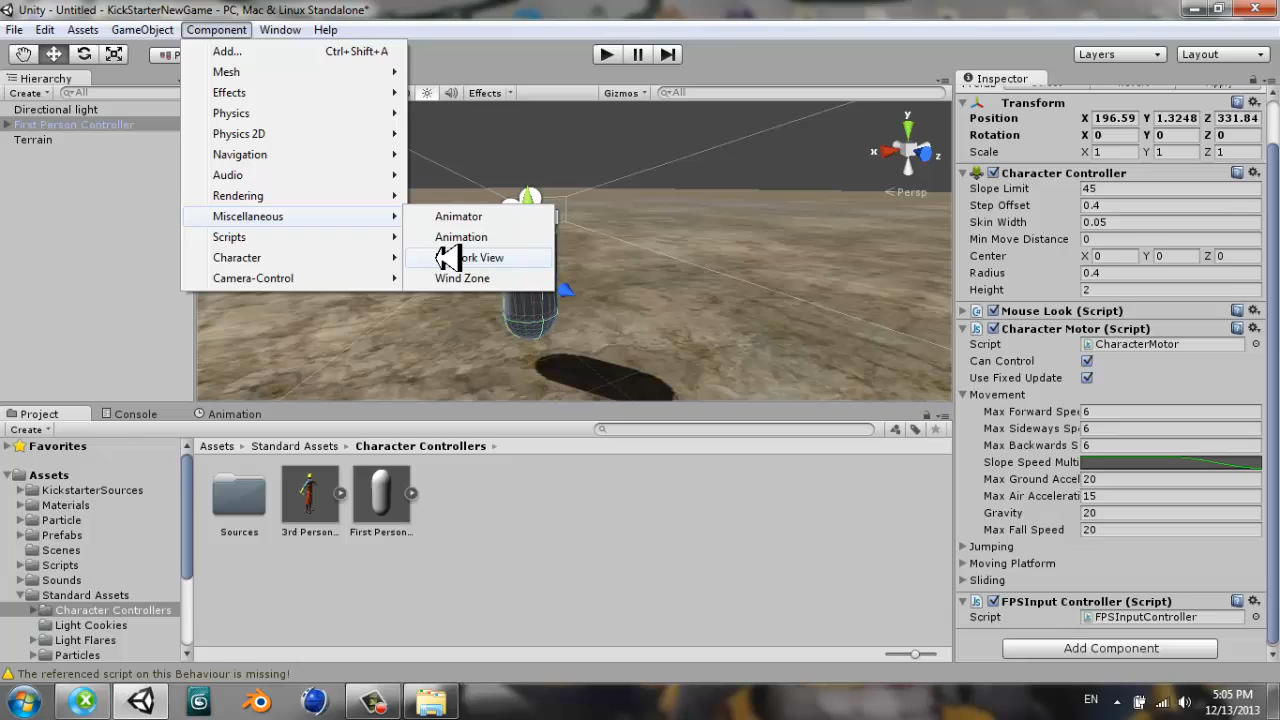 Unity - Untitled - KickStarterNewGame - PC, Mac & Linux Standalone*
File Edit Assets GameObject Component Window Help
Layers Layout
Hierarchy
Create All
Directional light
First Person Controller
Terrain
Add... Ctrl+Shift+A
Mesh
Effects
Physics
Physics 2D
Navigation
Audio
Rendering
Miscellaneous
Scripts
Character
Camera-Control
Animator
Animation
View
Wind Zone
Effects Gizmos All
y
x
z
Persp
Inspector
Transform
Position X 196.59 Y 1.3248 Z 331.84
Rotation X 0 Y 0 Z 0
Scale X 1 Y 1 Z 1
Character Controller
Slope Limit 45
Step Offset 0.4
Skin Width 0.05
Min Move Distance 0
Center X 0 Y 0 Z 0
Radius 0.4
Height 2
Mouse Look (Script)
Character Motor (Script)
Script CharacterMotor
Can Control
Use Fixed Update
Movement
Max Forward Spee 6
Max Sideways Sp 6
Max Backwards S 6
Slope Speed Multi
Max Ground Accel 20
Max Air Accelerati 15
Gravity 20
Max Fall Speed 20
Jumping
Moving Platform
Sliding
FPSInput Controller (Script)
Script FPSInputController
Add Component
Project Console Animation
Create
Favorites
Assets
KickstarterSources
Materials
Particle
Prefabs
Scenes
Scripts
Sounds
Standard Assets
Character Controllers
Light Cookies
Light Flares
Particles
Assets Standard Assets Character Controllers
Sources 3rd Person... First Person...
The referenced script on this Behaviour is missing!
EN
5:05 PM
12/13/2013